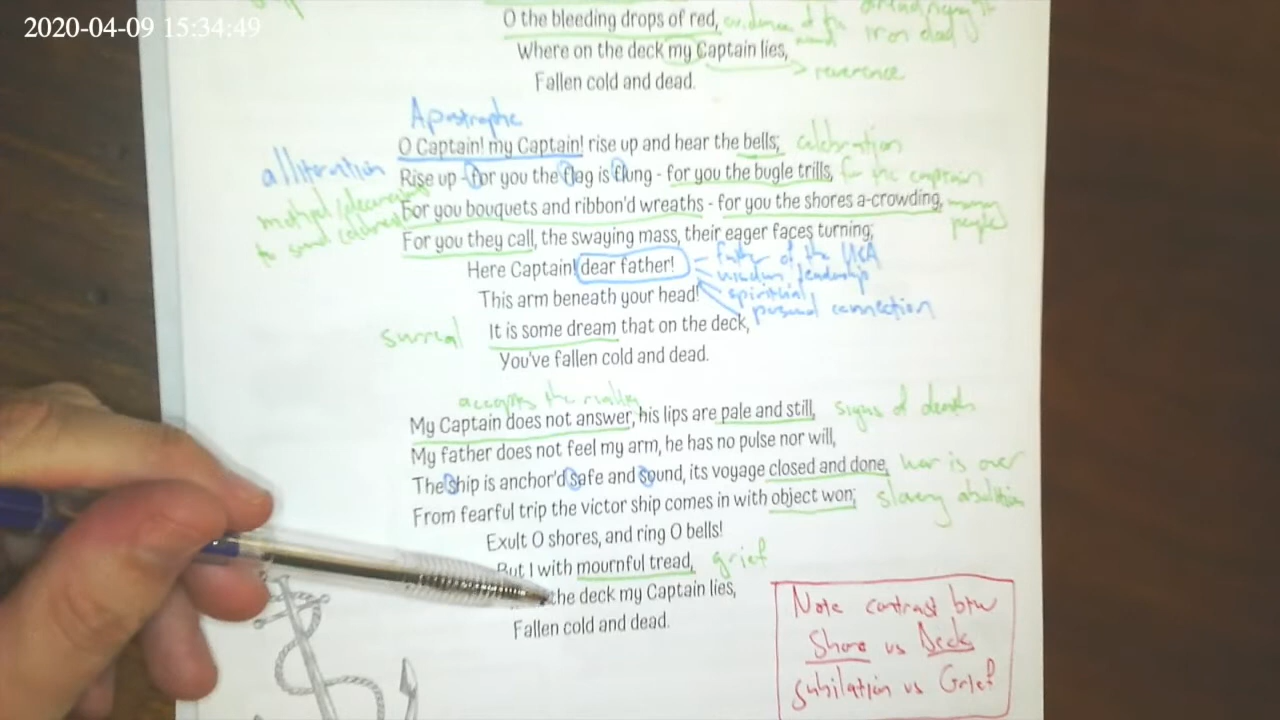 2020-04-09 15:34:49
O the bleeding drops of red, evidence of the
iron clad
Where on the deck my Captain lies,
reverence
Fallen cold and dead.
Apostrophe
O Captain! my Captain! rise up and hear the bells; celebration
alliteration Rise up - for you the flag is flung - for you the bugle trills, for the captain
For you bouquets and ribbon'd wreaths - for you the shores a-crowding, many
people
For you they call, the swaying mass, their eager faces turning;
Here Captain! dear father! father of the USA
leadership
This arm beneath your head! spiritual
personal connection
surreal It is some dream that on the deck,
You've fallen cold and dead.
accepts the reality
My Captain does not answer, his lips are pale and still, signs of death
My father does not feel my arm, he has no pulse nor will,
The ship is anchor'd safe and sound, its voyage closed and done, war is over
From fearful trip the victor ship comes in with object won; slavery abolition
Exult O shores, and ring O bells!
But I with mournful tread, grief
the deck my Captain lies,
Fallen cold and dead.
Note contrast btw
Shore vs Deck
jubilation vs Grief